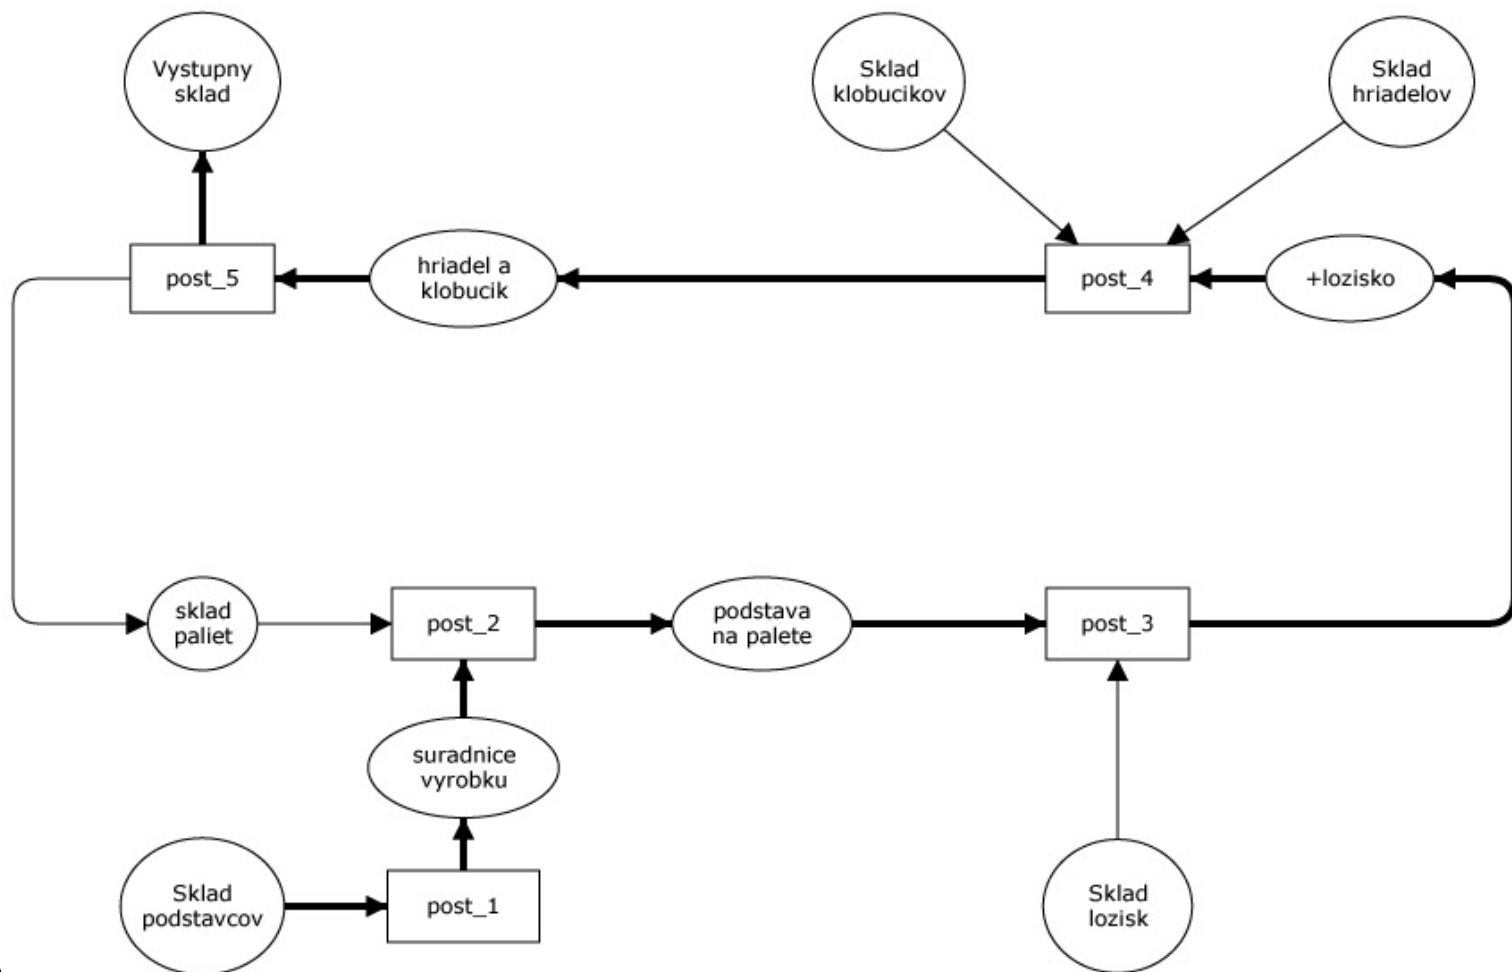 Vystupny
sklad
Sklad
klobucikov
Sklad
hriadelov
post_5
hriadel a
klobucik
post_4
+lozisko
sklad
paliet
post_2
podstava
na palete
post_3
suradnice
vyrobku
Sklad
podstavcov
post_1
Sklad
lozisk